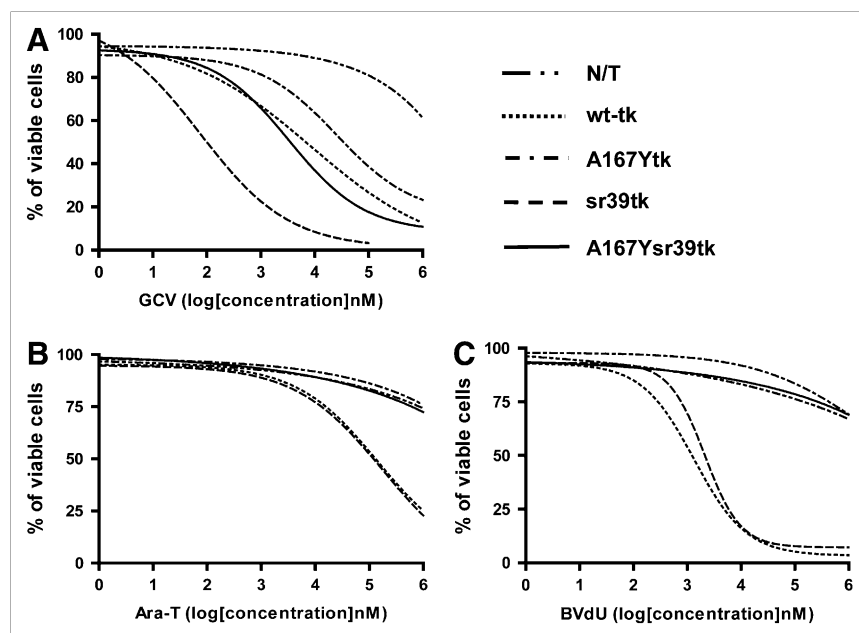 A
100
80
60
40
20
0
% of viable cells
0 1 2 3 4 5 6
GCV (log[concentration]nM)
N/T
wt-tk
A167Ytk
sr39tk
A167Ysr39tk
B
100
75
50
25
0
% of viable cells
0 1 2 3 4 5 6
Ara-T (log[concentration]nM)
C
100
75
50
25
0
% of viable cells
0 1 2 3 4 5 6
BVdU (log[concentration]nM)